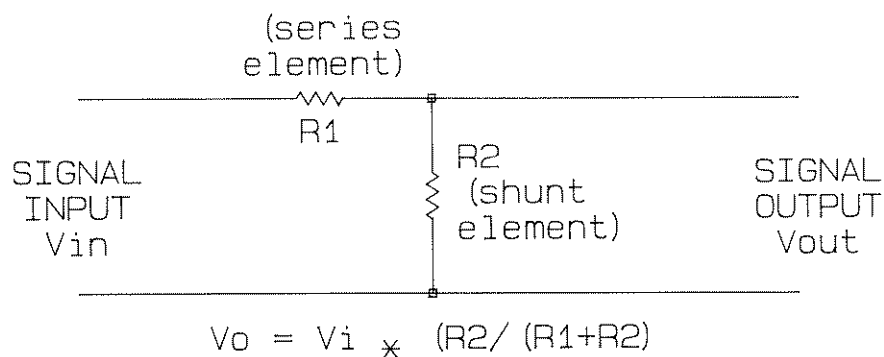 (series
element)
R1
R2
(shunt
element)
SIGNAL
INPUT
Vin
SIGNAL
OUTPUT
Vout
Vo = Vi * (R2/ (R1+R2)